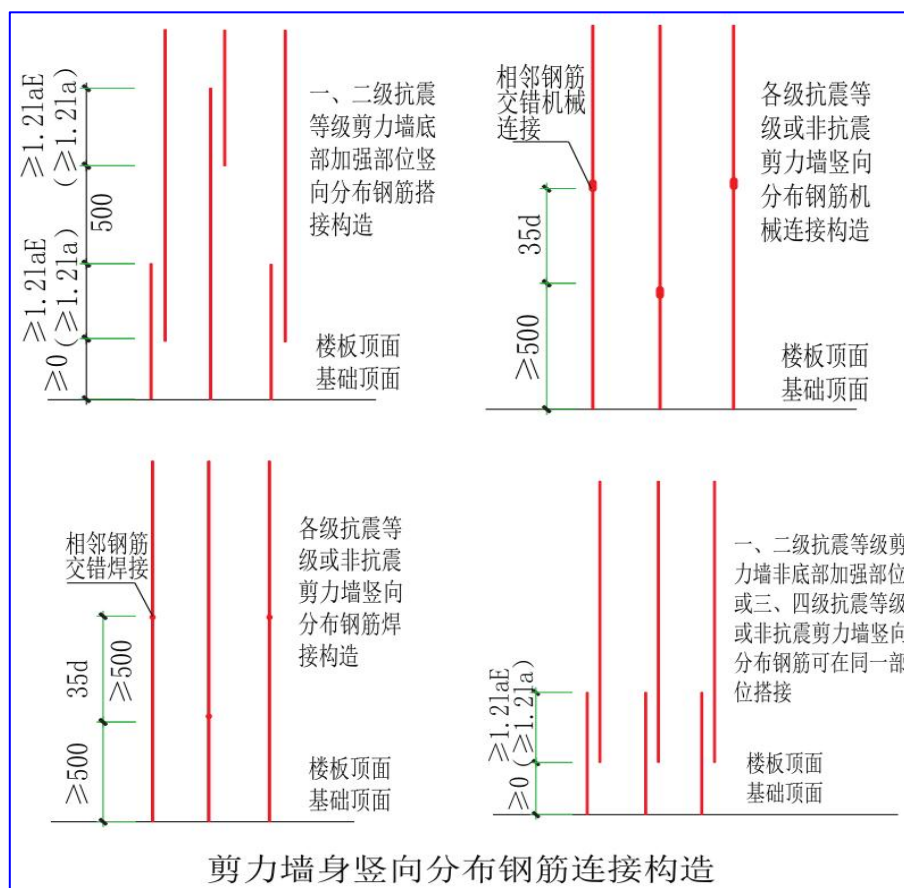 ≥1.2laE
(≥1.2la)
500
≥1.2laE
(≥1.2la)
≥0
一、二级抗震
等级剪力墙底
部加强部位竖
向分布钢筋搭
接构造
楼板顶面
基础顶面
相邻钢筋
交错机械
连接
35d
≥500
各级抗震等
级或非抗震
剪力墙竖向
分布钢筋机
械连接构造
楼板顶面
基础顶面
相邻钢筋
交错焊接
35d
≥500
≥500
各级抗震等
级或非抗震
剪力墙竖向
分布钢筋焊
接构造
楼板顶面
基础顶面
≥1.2laE
(≥1.2la)
≥0
一、二级抗震等级剪
力墙非底部加强部位
或三、四级抗震等级
或非抗震剪力墙竖向
分布钢筋可在同一部
位搭接
楼板顶面
基础顶面
剪力墙身竖向分布钢筋连接构造